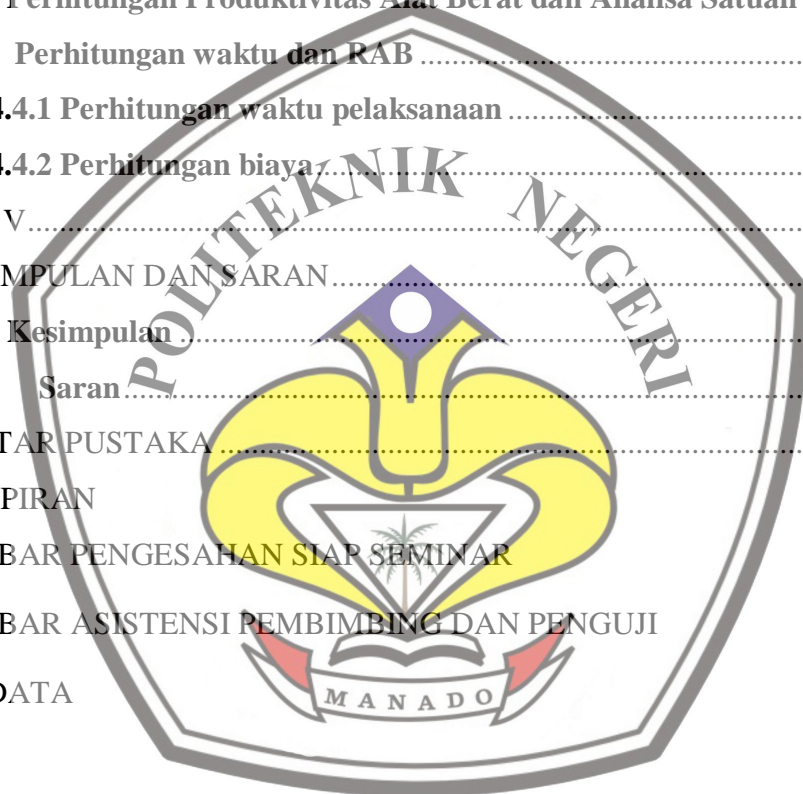 Perhitungan Produktivitas Alat Berat dan Analisa Satuan
Perhitungan waktu dan RAB ............................................................
4.4.1 Perhitungan waktu pelaksanaan ............................................................
4.4.2 Perhitungan biaya ............................................................
V ............................................................
MPULAN DAN SARAN ............................................................
Kesimpulan ............................................................
Saran ............................................................
TAR PUSTAKA ............................................................
PIRAN
BAR PENGESAHAN SIAP SEMINAR
BAR ASISTENSI PEMBIMBING DAN PENGUJI
DATA
POLITEKNIK NEGERI
MANADO